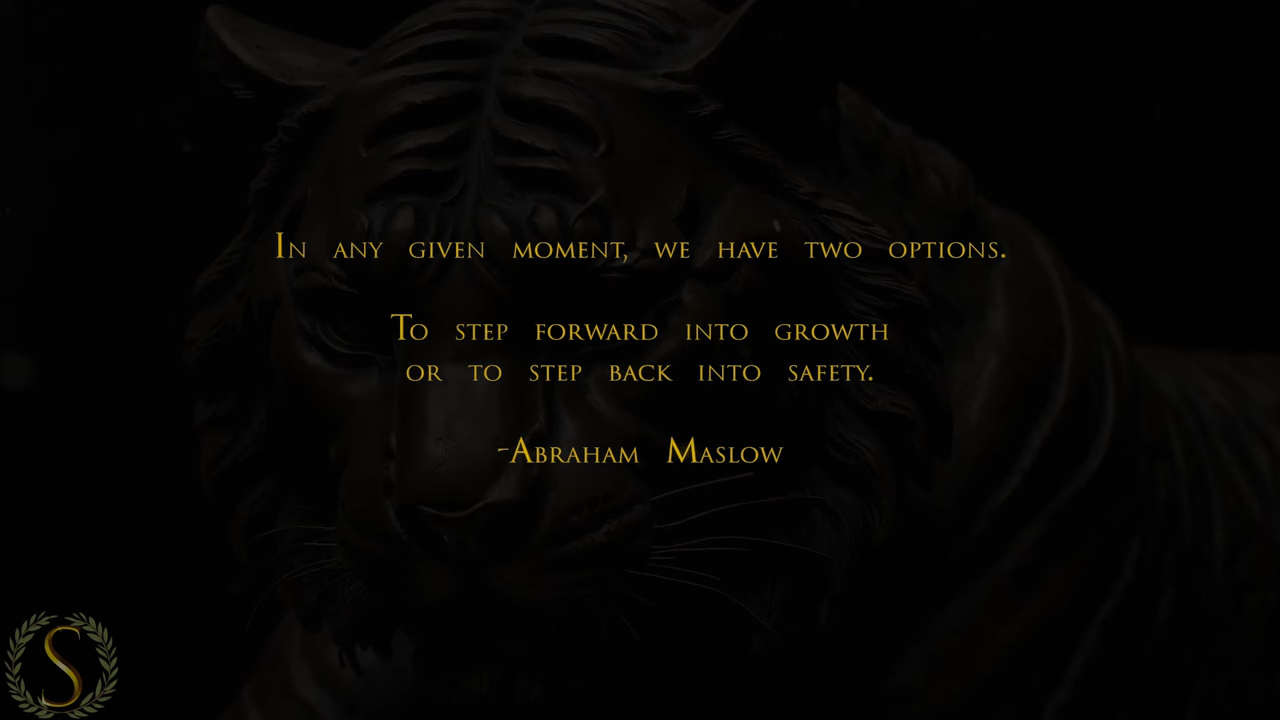 In any given moment, we have two options.
To step forward into growth
or to step back into safety.
-Abraham Maslow
S